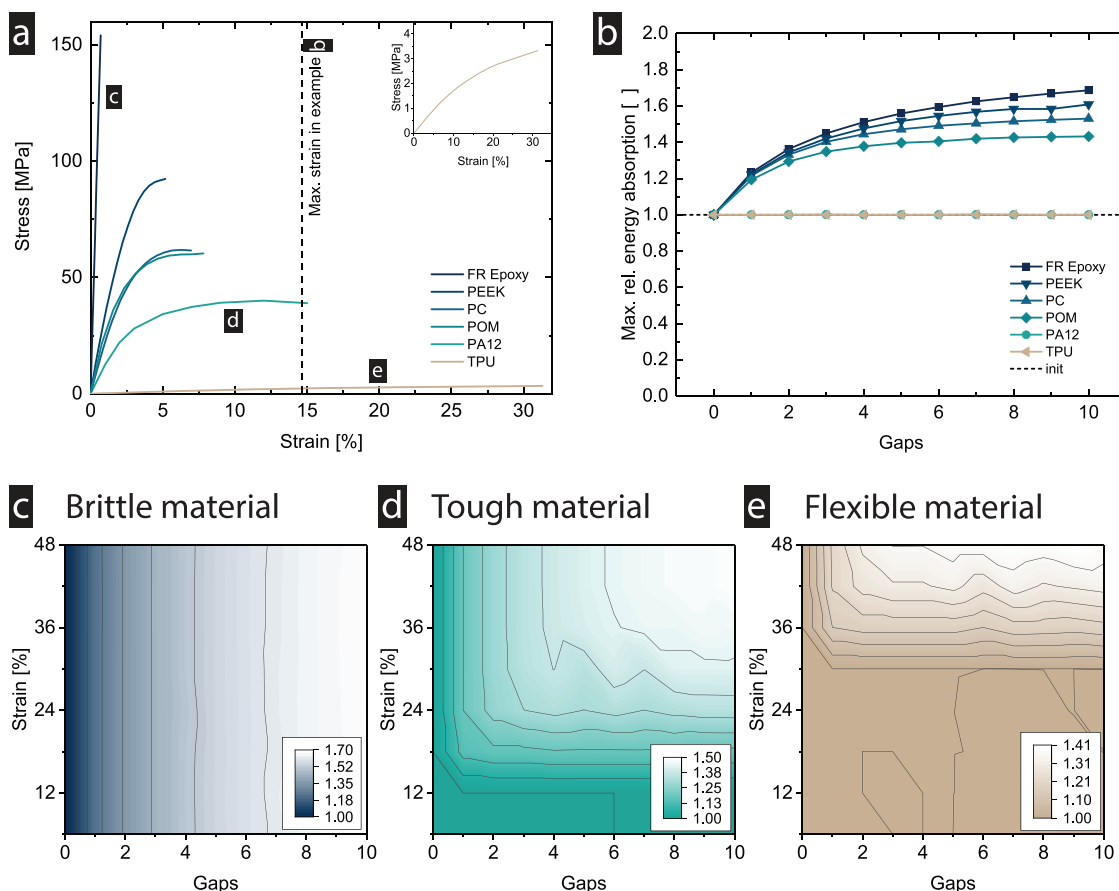 a
150
100
50
0
Stress [MPa]
0 5 10 15 20 25 30
Strain [%]
c
d
e
Max. strain in example b
4
3
2
1
0
Stress [MPa]
0 10 20 30
Strain [%]
FR Epoxy
PEEK
PC
POM
PA12
TPU
b
2.0
1.8
1.6
1.4
1.2
1.0
0.8
0.6
0.4
0.2
0.0
Max. rel. energy absorption [ ]
0 2 4 6 8 10
Gaps
FR Epoxy
PEEK
PC
POM
PA12
TPU
init
c Brittle material
48
36
24
12
Strain [%]
0 2 4 6 8 10
Gaps
1.70
1.52
1.35
1.18
1.00
d Tough material
48
36
24
12
Strain [%]
0 2 4 6 8 10
Gaps
1.50
1.38
1.25
1.13
1.00
e Flexible material
48
36
24
12
Strain [%]
0 2 4 6 8 10
Gaps
1.41
1.31
1.21
1.10
1.00